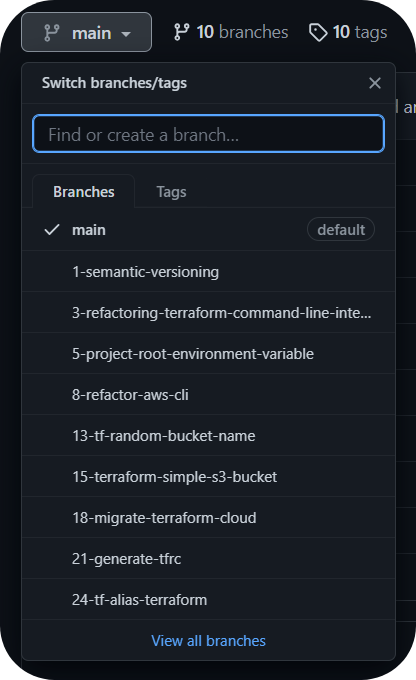 main 10 branches 10 tags
Switch branches/tags
Find or create a branch...
Branches Tags
main default
1-semantic-versioning
3-refactoring-terraform-command-line-inte...
5-project-root-environment-variable
8-refactor-aws-cli
13-tf-random-bucket-name
15-terraform-simple-s3-bucket
18-migrate-terraform-cloud
21-generate-tfrc
24-tf-alias-terraform
View all branches